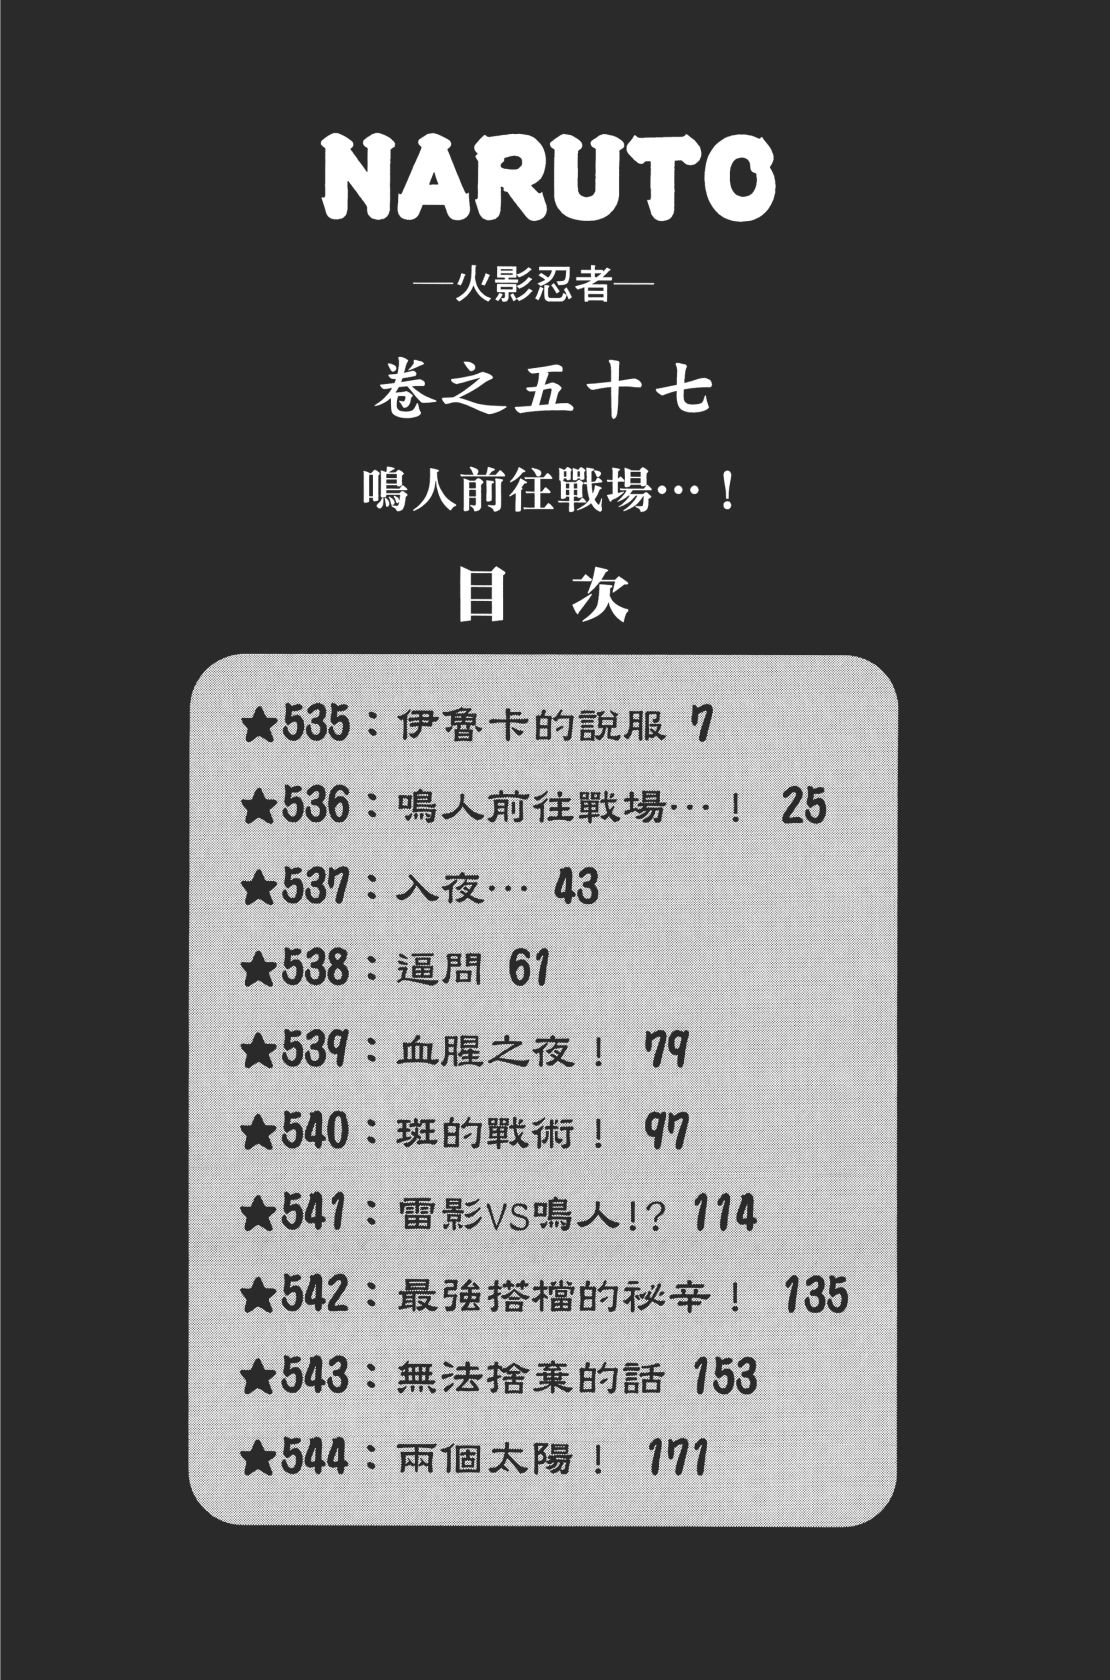 NARUTO
—火影忍者—
卷之五十七
鳴人前往戰場…！
目 次
★535：伊魯卡的說服 7
★536：鳴人前往戰場…！ 25
★537：入夜… 43
★538：逼問 61
★539：血腥之夜！ 79
★540：斑的戰術！ 97
★541：雷影VS鳴人!? 114
★542：最強搭檔的祕辛！ 135
★543：無法捨棄的話 153
★544：兩個太陽！ 171